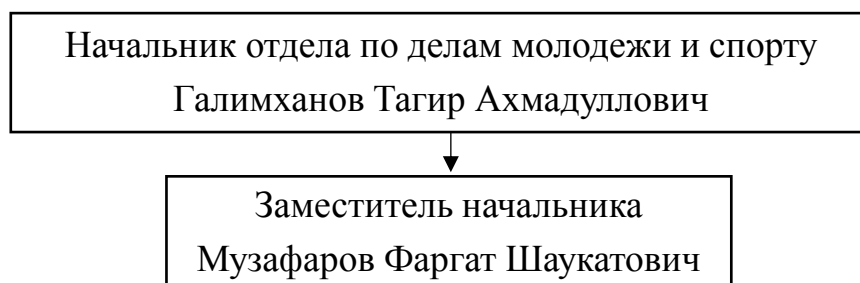 Начальник отдела по делам молодежи и спорту
Галимханов Тагир Ахмадуллович
Заместитель начальника
Музафаров Фаргат Шаукатович